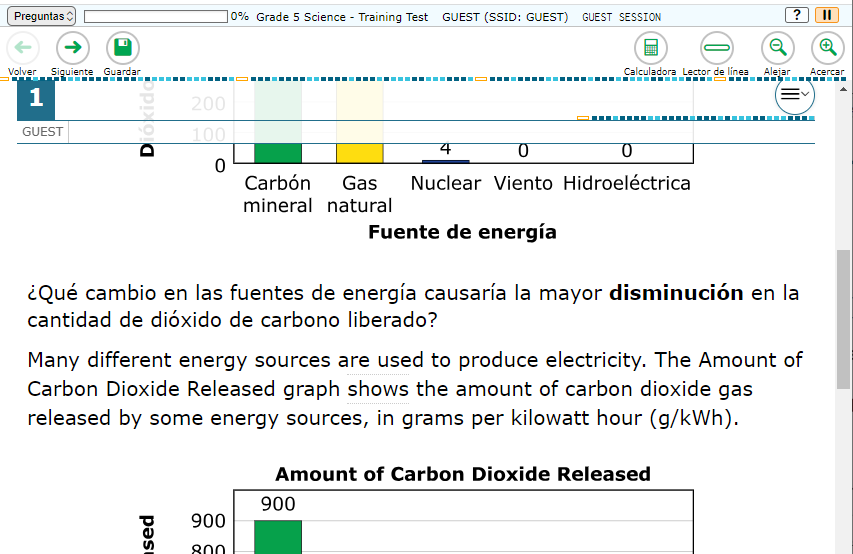 Preguntas 0% Grade 5 Science - Training Test GUEST (SSID: GUEST) GUEST SESSION ?
Volver Siguiente Guardar Calculadora Lector de línea Alejar Acercar
1
GUEST
Dióxido
200
100
0
4 0 0
Carbón mineral Gas natural Nuclear Viento Hidroeléctrica
Fuente de energía
¿Qué cambio en las fuentes de energía causaría la mayor disminución en la
cantidad de dióxido de carbono liberado?
Many different energy sources are used to produce electricity. The Amount of
Carbon Dioxide Released graph shows the amount of carbon dioxide gas
released by some energy sources, in grams per kilowatt hour (g/kWh).
Amount of Carbon Dioxide Released
900
900
800